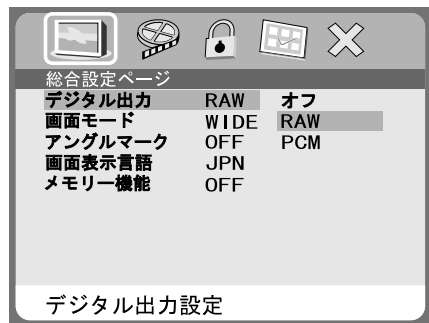 総合設定ページ
デジタル出力 RAW オフ
画面モード WIDE RAW
アングルマーク OFF PCM
画面表示言語 JPN
メモリー機能 OFF
デジタル出力設定